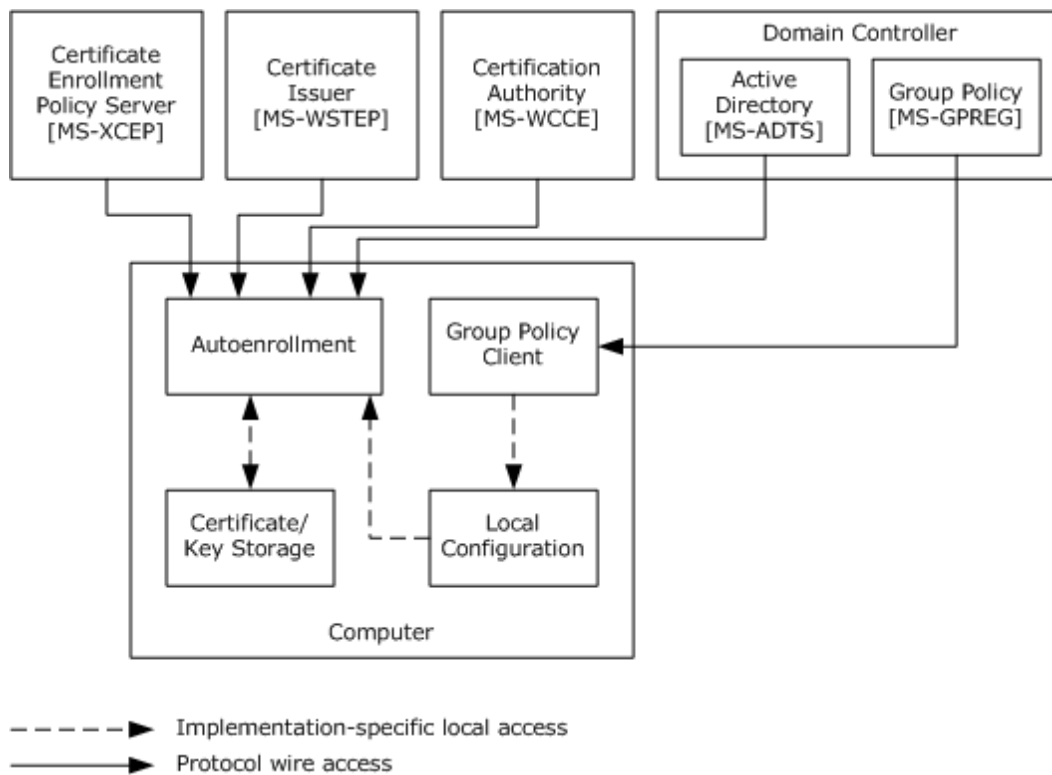 Certificate
Enrollment
Policy Server
[MS-XCEP]
Certificate
Issuer
[MS-WSTEP]
Certification
Authority
[MS-WCCE]
Domain Controller
Active
Directory
[MS-ADTS]
Group Policy
[MS-GPREG]
Autoenrollment
Group Policy
Client
Certificate/
Key Storage
Local
Configuration
Computer
Implementation-specific local access
Protocol wire access